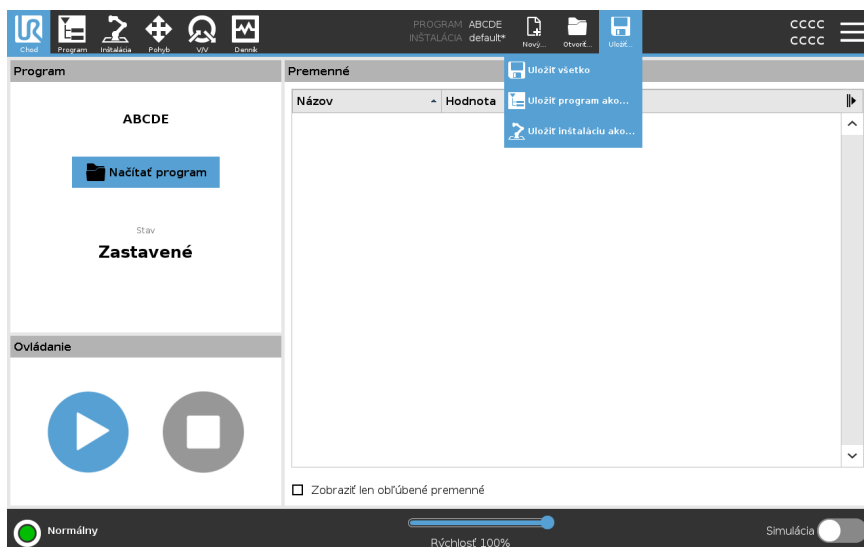 Chod
Program
Inštalácia
Pohyb
V/V
Denník
PROGRAM ABCDE
INŠTALÁCIA default*
Nový...
Otvoriť...
Uložiť...
CCCC
CCCC
Uložiť všetko
Uložiť program ako...
Uložiť inštaláciu ako...
Program
ABCDE
Načítať program
Stav
Zastavené
Ovládanie
Premenné
Názov
Hodnota
Zobraziť len obľúbené premenné
Normálny
Rýchlosť 100%
Simulácia